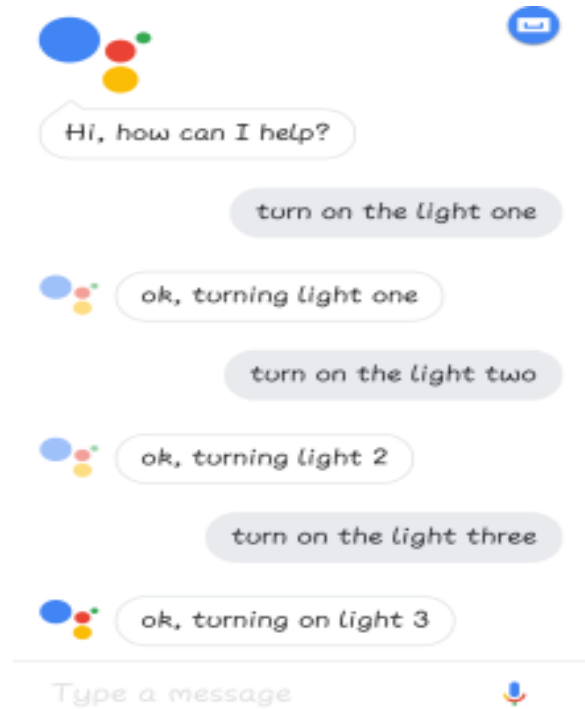 Hi, how can I help?
turn on the light one
ok, turning light one
turn on the light two
ok, turning light 2
turn on the light three
ok, turning on light 3
Type a message